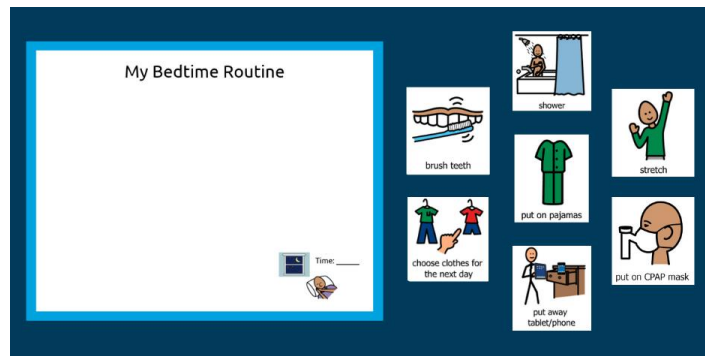 My Bedtime Routine
Time: _____
shower
brush teeth
stretch
put on pajamas
choose clothes for
the next day
put on CPAP mask
put away
tablet/phone